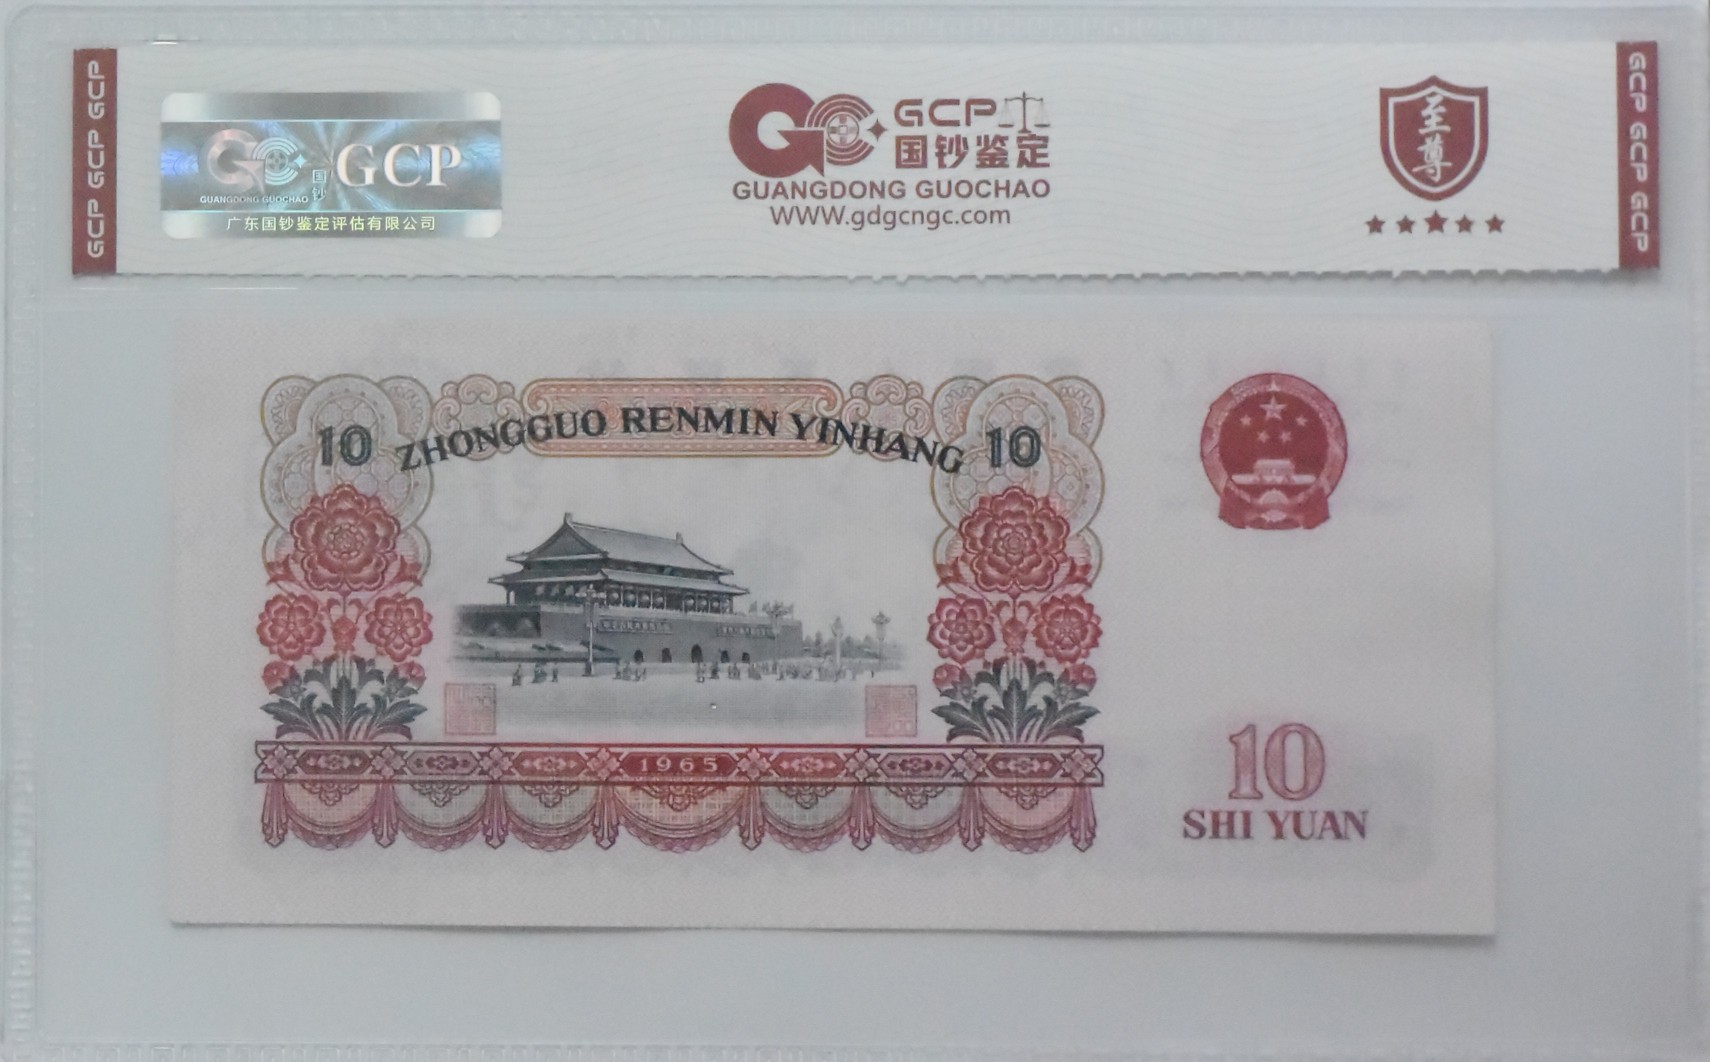 GCP GCP GCP
国钞
GCP
GUANGDONG GUOCHAO
广东国钞鉴定评估有限公司
GCP
国钞鉴定
GUANGDONG GUOCHAO
WWW.gdgcngc.com
至尊
GCP GCP GCP
10 ZHONGGUO RENMIN YINHANG 10
1965
10
SHI YUAN